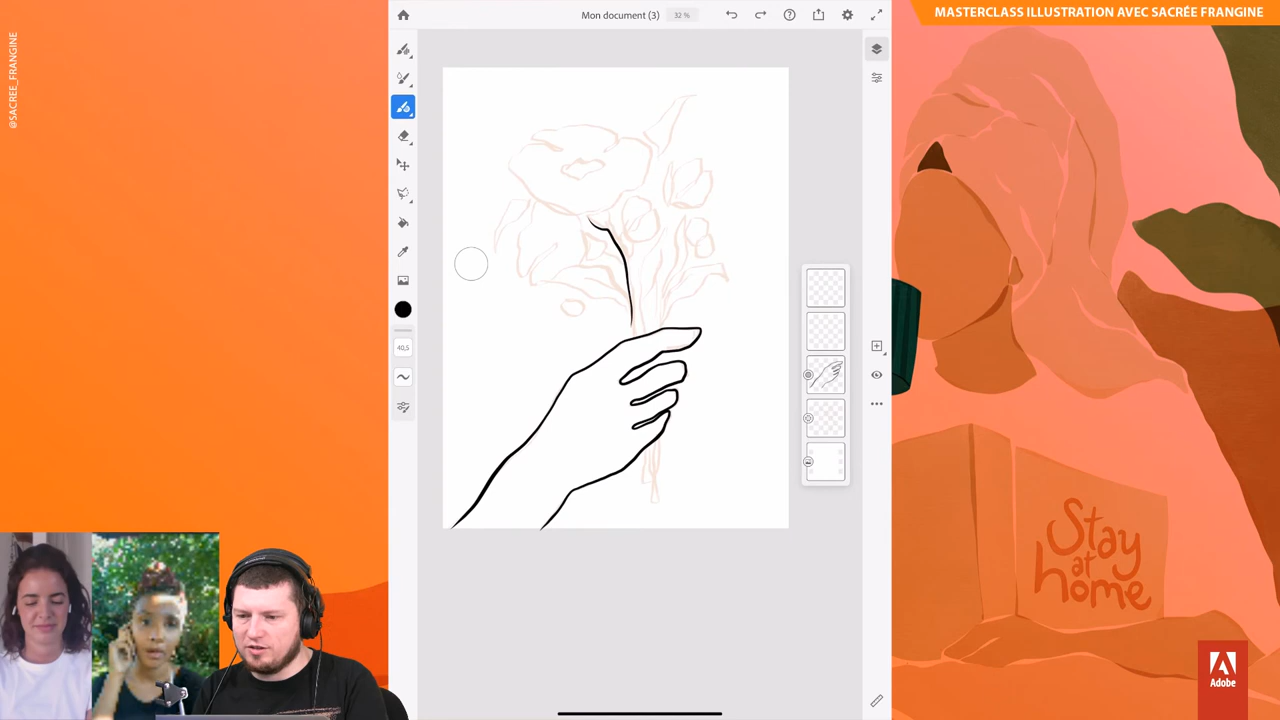 MASTERCLASS ILLUSTRATION AVEC SACRÉE FRANGINE
@SACREE_FRANGINE
Mon document (3) 32 %
40,5
Stay
at
home
Adobe